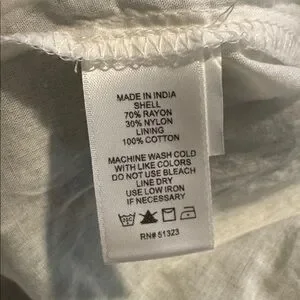 MADE IN INDIA
SHELL
70% RAYON
30% NYLON
LINING
100% COTTON
MACHINE WASH COLD
WITH LIKE COLORS
DO NOT USE BLEACH
LINE DRY
USE LOW IRON
IF NECESSARY
RN# 51323